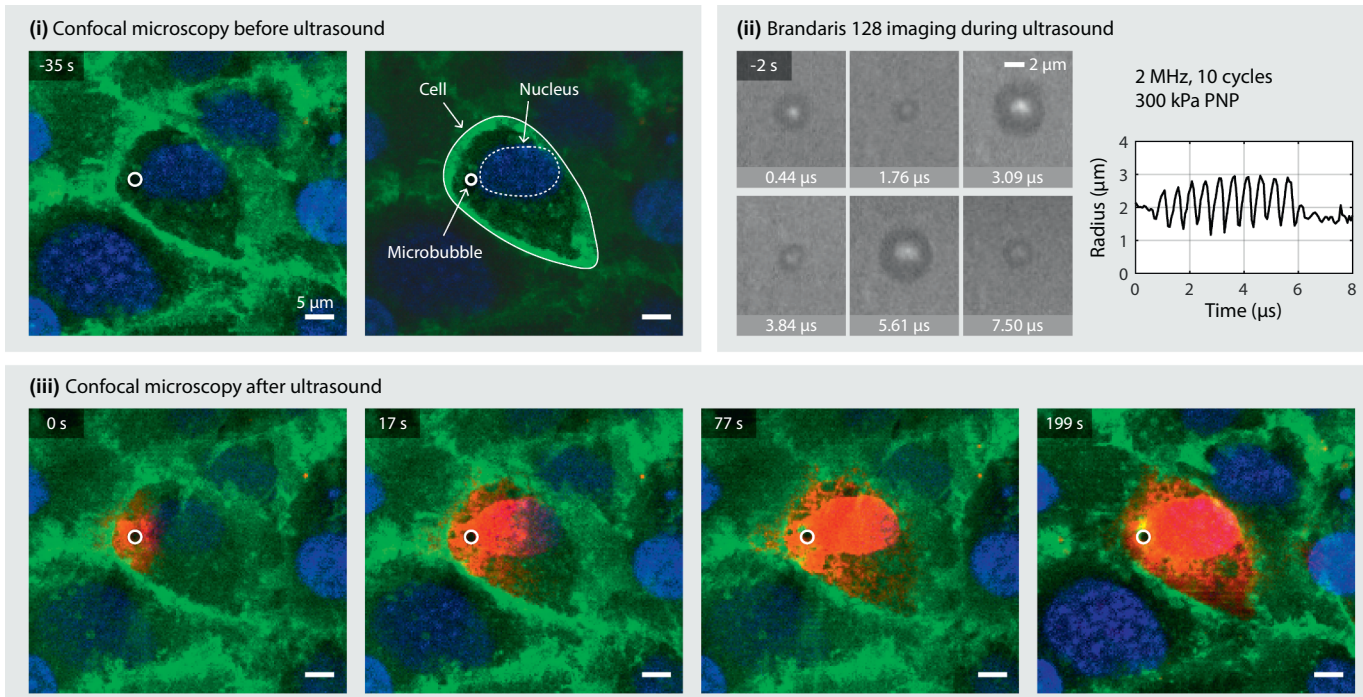 (i) Confocal microscopy before ultrasound
-35 s
5 µm
Cell
Nucleus
Microbubble
(ii) Brandaris 128 imaging during ultrasound
-2 s
2 µm
0.44 µs
1.76 µs
3.09 µs
3.84 µs
5.61 µs
7.50 µs
2 MHz, 10 cycles
300 kPa PNP
Radius (µm)
4
3
2
1
0
0 2 4 6 8
Time (µs)
(iii) Confocal microscopy after ultrasound
0 s
17 s
77 s
199 s